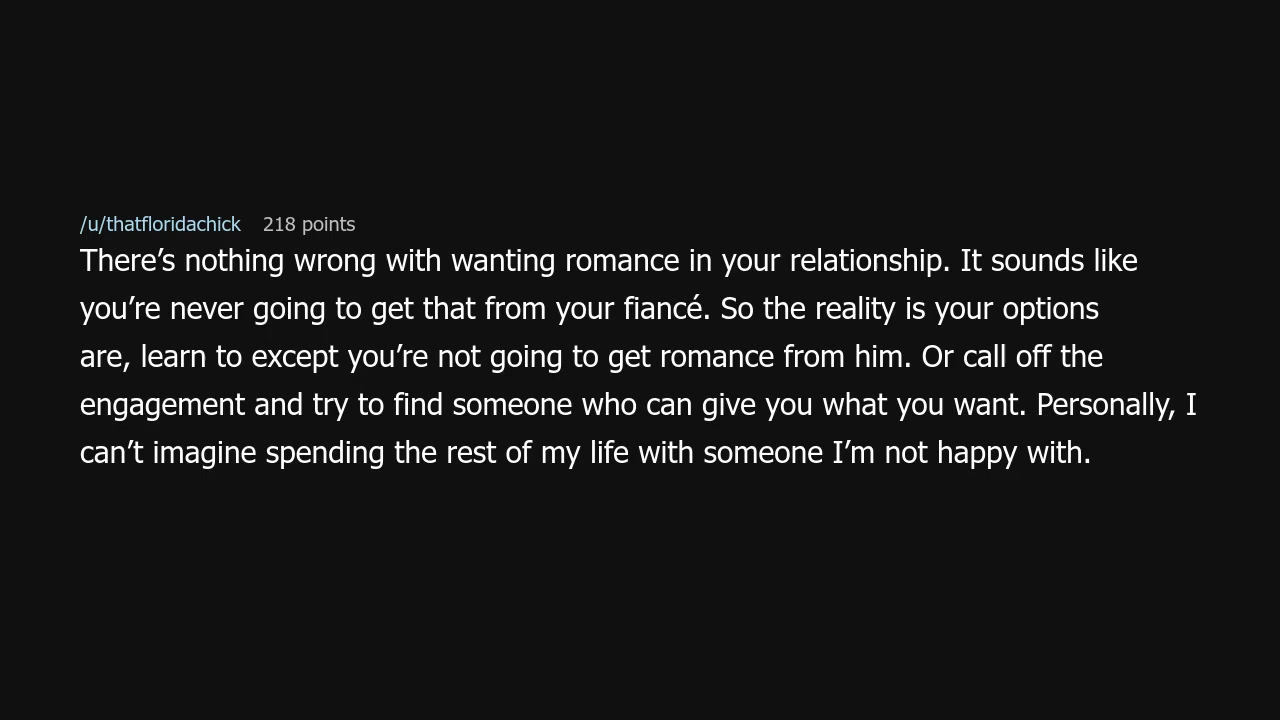 /u/thatfloridachick 218 points
There’s nothing wrong with wanting romance in your relationship. It sounds like
you’re never going to get that from your fiancé. So the reality is your options
are, learn to except you’re not going to get romance from him. Or call off the
engagement and try to find someone who can give you what you want. Personally, I
can’t imagine spending the rest of my life with someone I’m not happy with.